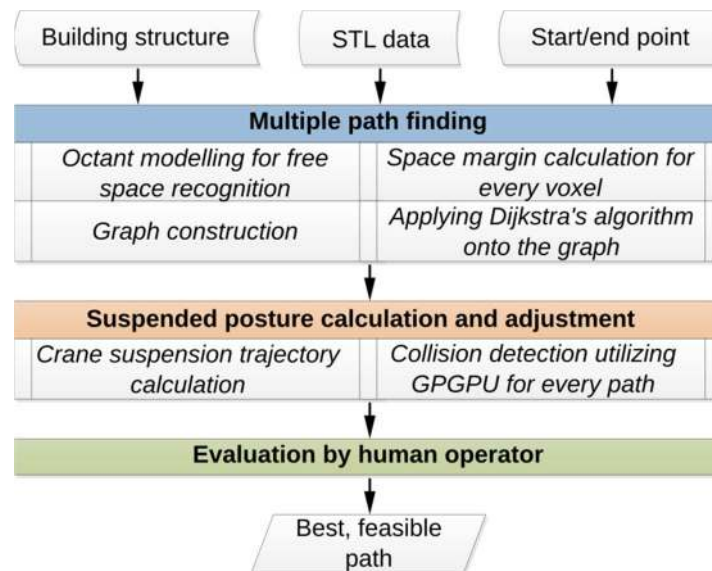 Building structure
STL data
Start/end point
Multiple path finding
Octant modelling for free
space recognition
Space margin calculation for
every voxel
Graph construction
Applying Dijkstra's algorithm
onto the graph
Suspended posture calculation and adjustment
Crane suspension trajectory
calculation
Collision detection utilizing
GPGPU for every path
Evaluation by human operator
Best, feasible
path